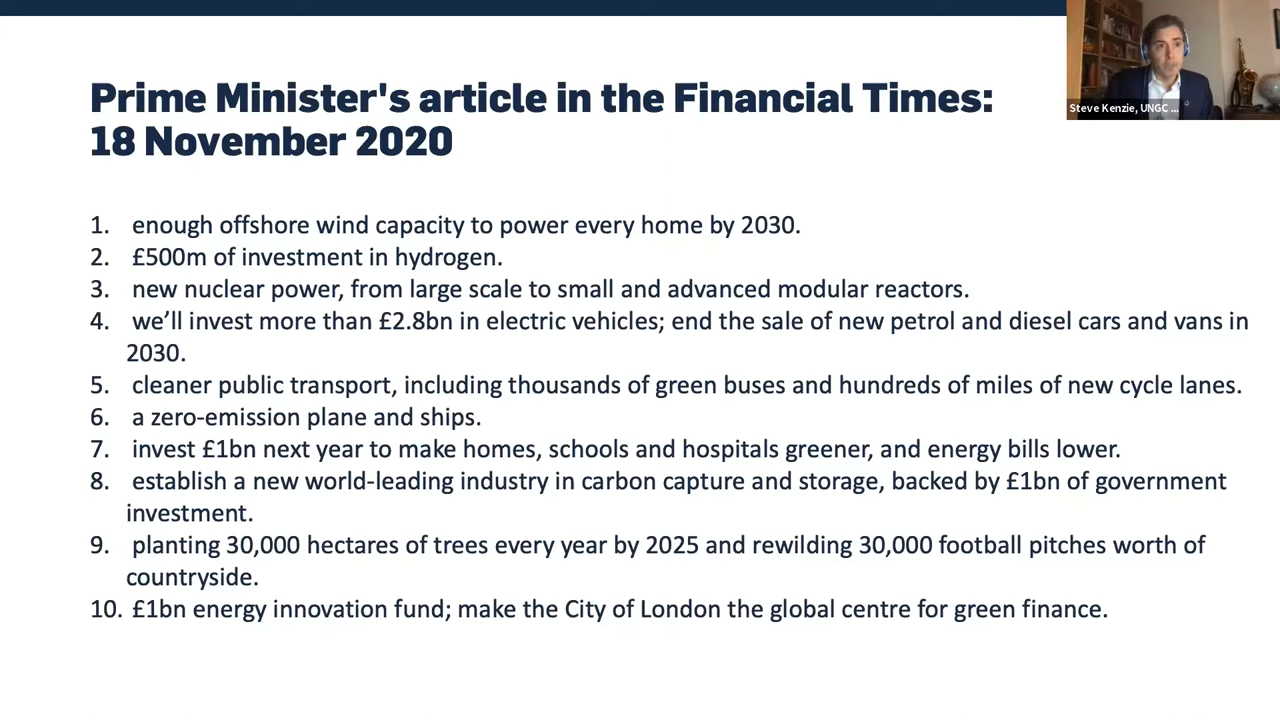 Prime Minister's article in the Financial Times:
18 November 2020
Steve Kenzie, UNGC ...
1. enough offshore wind capacity to power every home by 2030.
2. £500m of investment in hydrogen.
3. new nuclear power, from large scale to small and advanced modular reactors.
4. we’ll invest more than £2.8bn in electric vehicles; end the sale of new petrol and diesel cars and vans in
2030.
5. cleaner public transport, including thousands of green buses and hundreds of miles of new cycle lanes.
6. a zero-emission plane and ships.
7. invest £1bn next year to make homes, schools and hospitals greener, and energy bills lower.
8. establish a new world-leading industry in carbon capture and storage, backed by £1bn of government
investment.
9. planting 30,000 hectares of trees every year by 2025 and rewilding 30,000 football pitches worth of
countryside.
10. £1bn energy innovation fund; make the City of London the global centre for green finance.